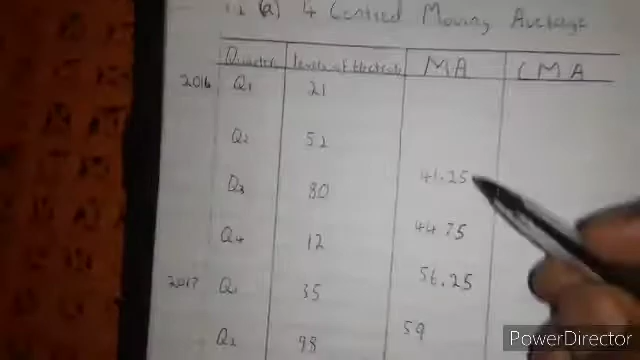 (a) 4 Centred Moving Average
Quarter MA CMA
2016 Q1 21
Q2 52
41.25
Q3 80
44.75
Q4 12
56.25
2017 Q1 35
59
Q2 98
PowerDirector